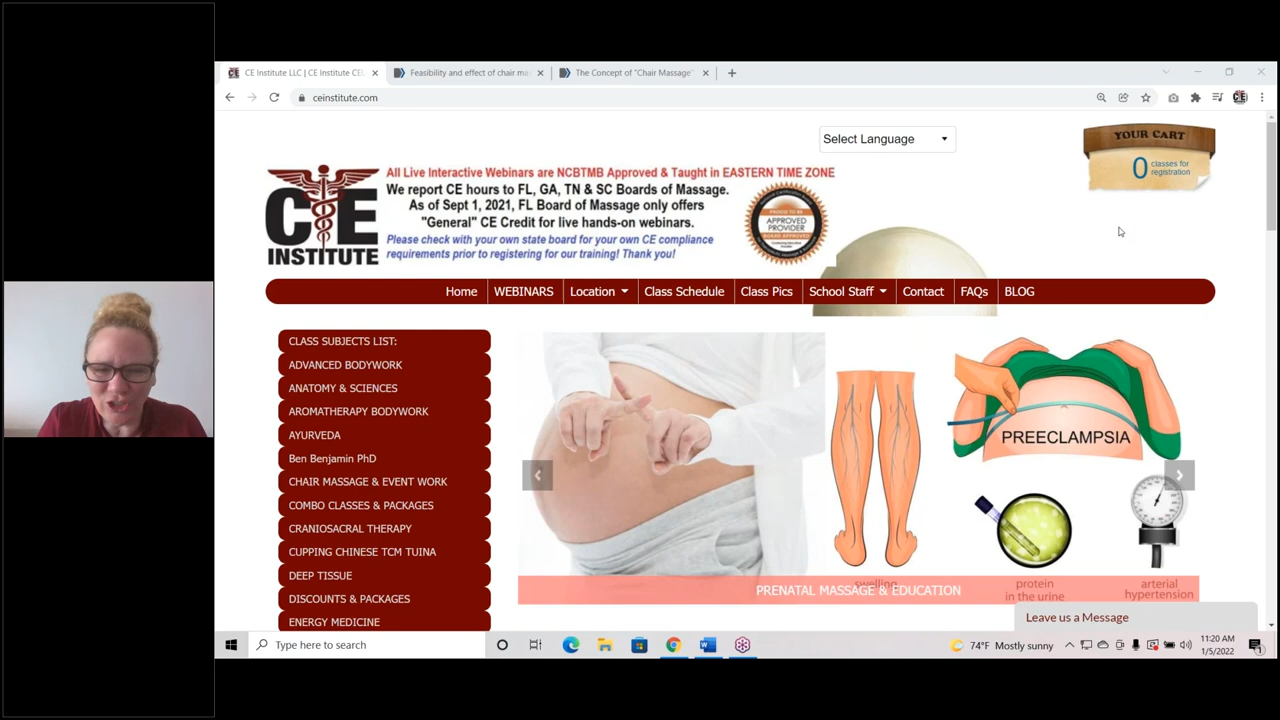 CE Institute LLC | CE Institute CEU
Feasibility and effect of chair ma
The Concept of "Chair Massage"
ceinstitute.com
Select Language
YOUR CART
0 classes for
registration
CE
INSTITUTE
All Live Interactive Webinars are NCBTMB Approved & Taught in EASTERN TIME ZONE
We report CE hours to FL, GA, TN & SC Boards of Massage.
As of Sept 1, 2021, FL Board of Massage only offers
"General" CE Credit for live hands-on webinars.
Please check with your own state board for your own CE compliance
requirements prior to registering for our training! Thank you!
APPROVED
PROVIDER
Home
WEBINARS
Location
Class Schedule
Class Pics
School Staff
Contact
FAQs
BLOG
CLASS SUBJECTS LIST:
ADVANCED BODYWORK
ANATOMY & SCIENCES
AROMATHERAPY BODYWORK
AYURVEDA
Ben Benjamin PhD
CHAIR MASSAGE & EVENT WORK
COMBO CLASSES & PACKAGES
CRANIOSACRAL THERAPY
CUPPING CHINESE TCM TUINA
DEEP TISSUE
DISCOUNTS & PACKAGES
ENERGY MEDICINE
PREECLAMPSIA
swelling
protein
in the urine
arterial
hypertension
PRENATAL MASSAGE & EDUCATION
Leave us a Message
Type here to search
74°F Mostly sunny
11:20 AM
1/5/2022